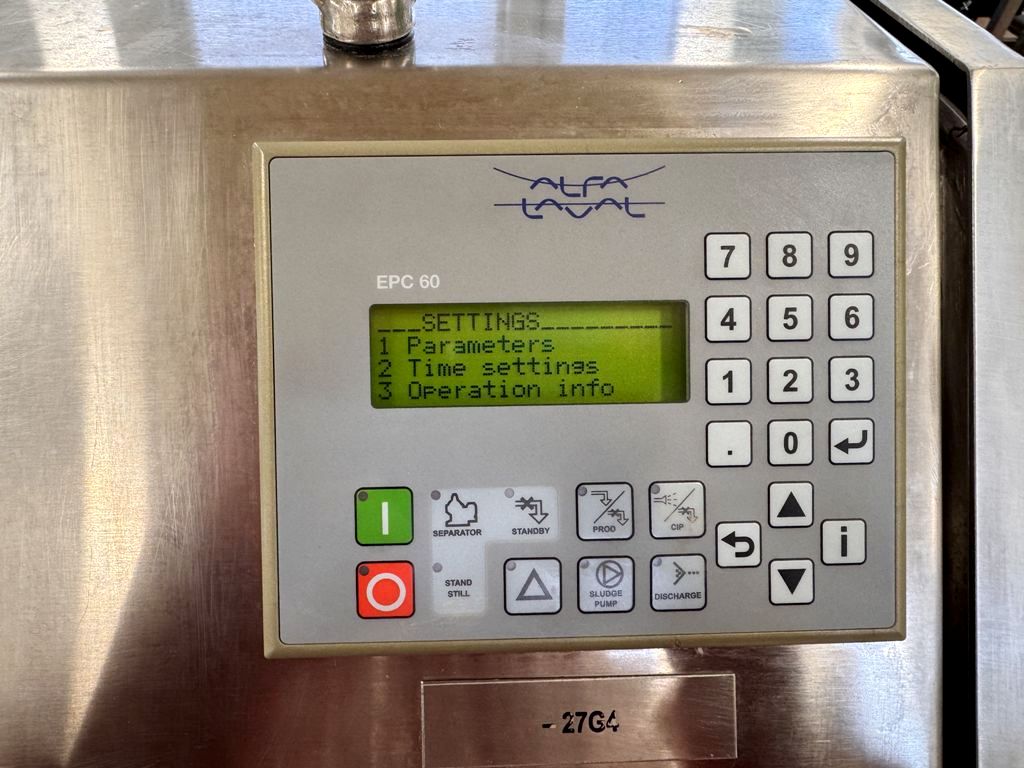 ALFA
LAVAL
EPC 60
___SETTINGS_________
1 Parameters
2 Time settings
3 Operation info
7 8 9
4 5 6
1 2 3
. 0
I
SEPARATOR
STANDBY
PROD
CIP
i
O
STAND
STILL
SLUDGE
PUMP
DISCHARGE
- 27G4